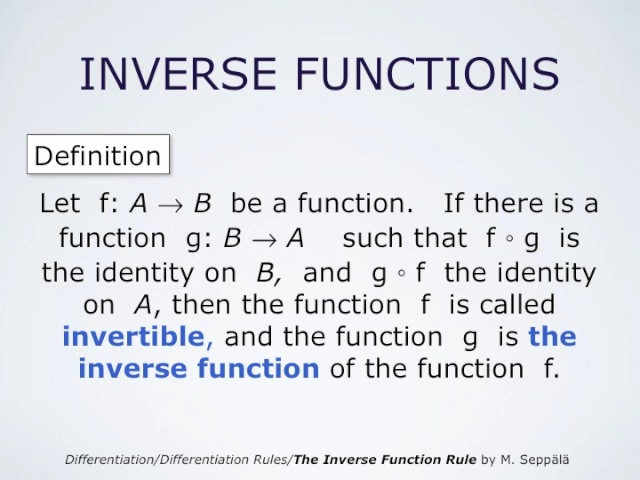 INVERSE FUNCTIONS
Definition
Let f: A → B be a function. If there is a
function g: B → A such that f ∘ g is
the identity on B, and g ∘ f the identity
on A, then the function f is called
invertible, and the function g is the
inverse function of the function f.
Differentiation/Differentiation Rules/The Inverse Function Rule by M. Seppälä